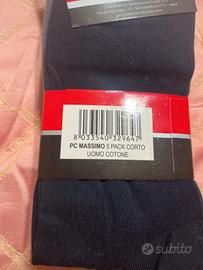 8 033540 329647
PC MASSIMO 5 PACK CORTO
UOMO COTONE
subito